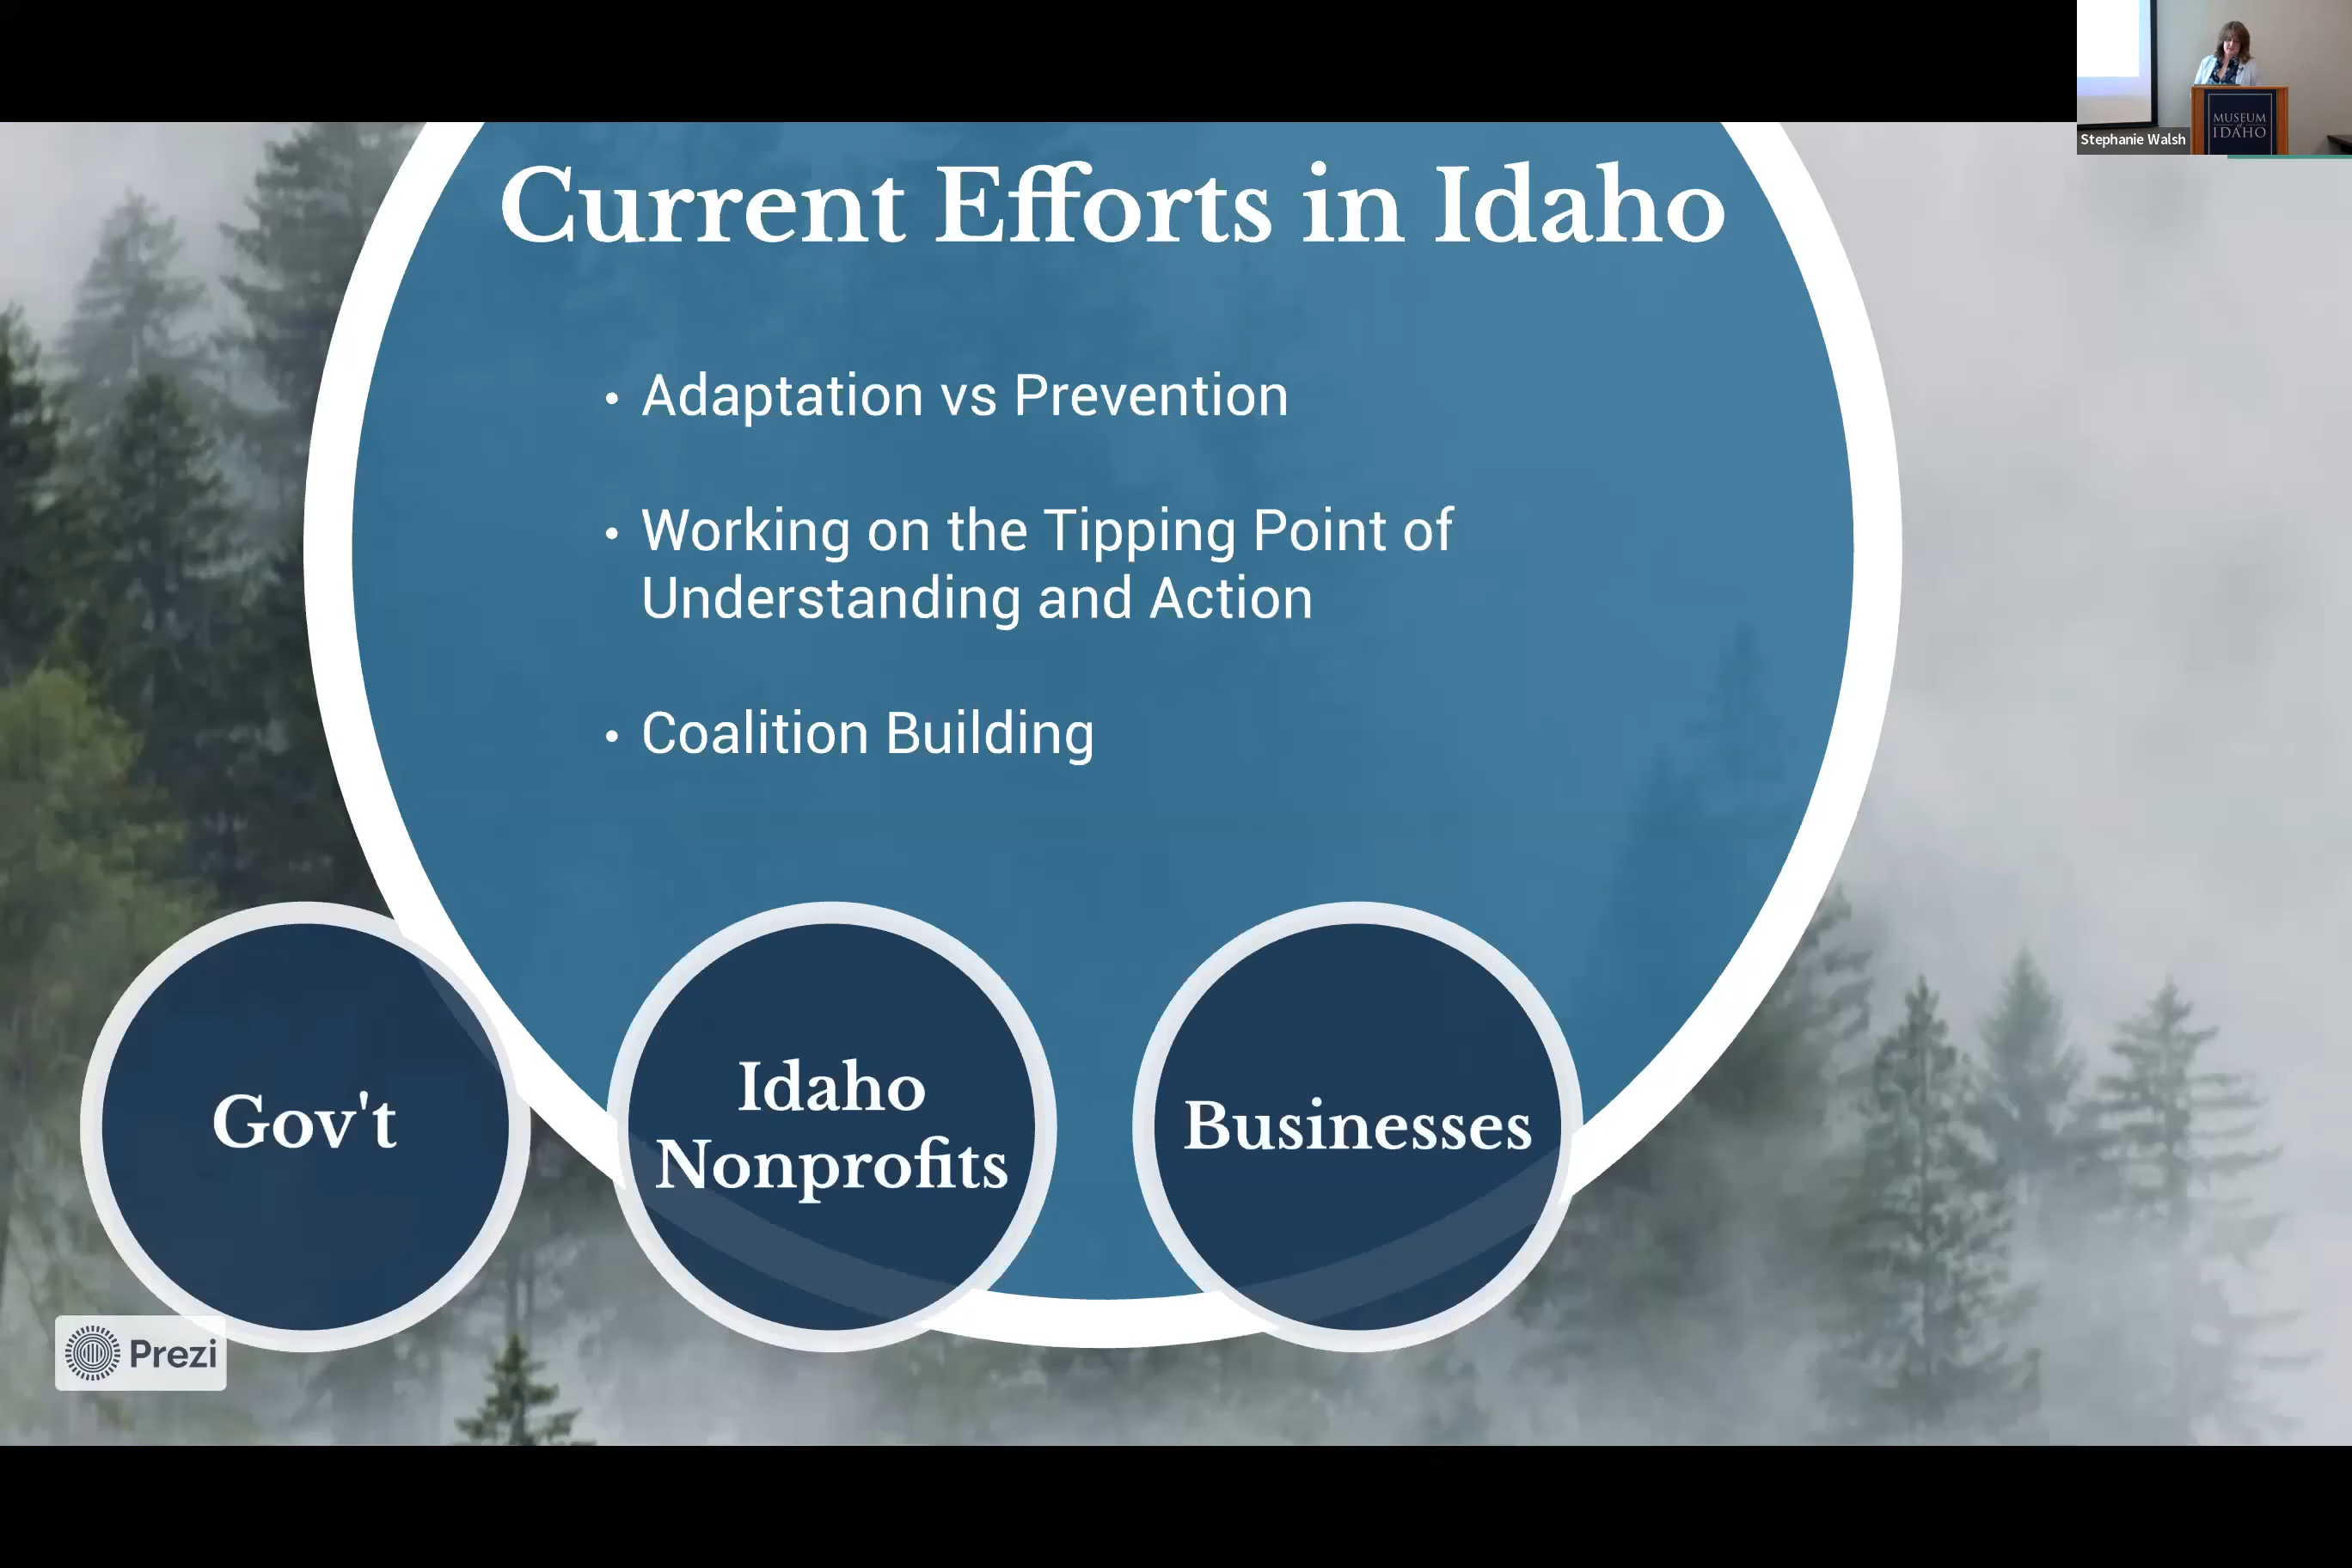 Current Efforts in Idaho
• Adaptation vs Prevention
• Working on the Tipping Point of
Understanding and Action
• Coalition Building
Gov't
Idaho
Nonprofits
Businesses
Prezi
MUSEUM
of
IDAHO
Stephanie Walsh